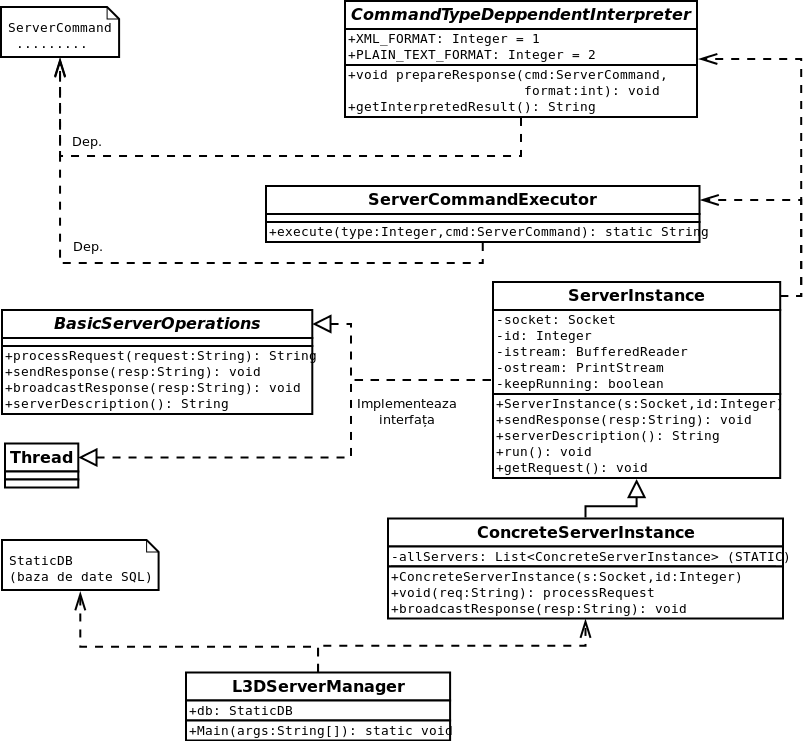 ServerCommand
.........
CommandTypeDeppendentInterpreter
+XML_FORMAT: Integer = 1
+PLAIN_TEXT_FORMAT: Integer = 2
+void prepareResponse(cmd:ServerCommand,
format:int): void
+getInterpretedResult(): String
Dep.
ServerCommandExecutor
+execute(type:Integer,cmd:ServerCommand): static String
Dep.
ServerInstance
-socket: Socket
-id: Integer
-istream: BufferedReader
-ostream: PrintStream
-keepRunning: boolean
+ServerInstance(s:Socket,id:Integer)
+sendResponse(resp:String): void
+serverDescription(): String
+run(): void
+getRequest(): void
BasicServerOperations
+processRequest(request:String): String
+sendResponse(resp:String): void
+broadcastResponse(resp:String): void
+serverDescription(): String
Implementeaza
interfața
Thread
ConcreteServerInstance
-allServers: List<ConcreteServerInstance> (STATIC)
+ConcreteServerInstance(s:Socket,id:Integer)
+void(req:String): processRequest
+broadcastResponse(resp:String): void
StaticDB
(baza de date SQL)
L3DServerManager
+db: StaticDB
+Main(args:String[]): static void